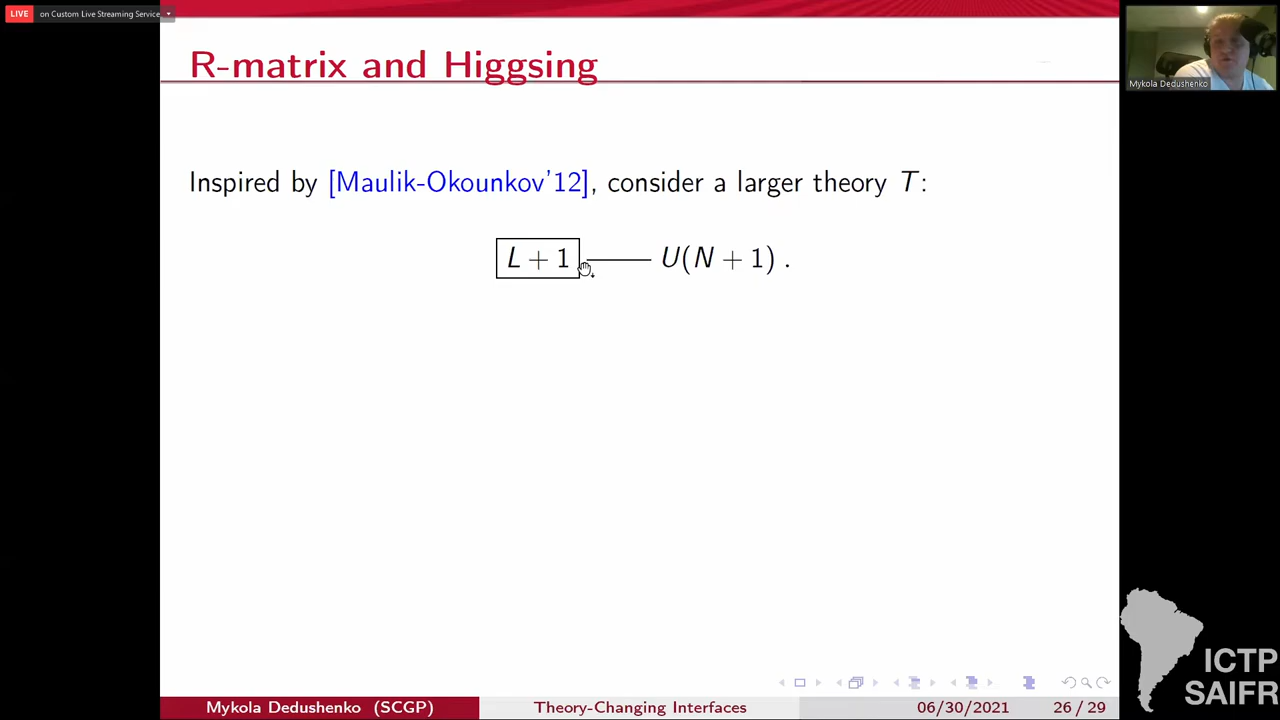 LIVE on Custom Live Streaming Service
R-matrix and Higgsing
Mykola Dedushenko
Inspired by [Maulik-Okounkov'12], consider a larger theory T:
L + 1 U(N + 1) .
ICTP
SAIFR
Mykola Dedushenko (SCGP) Theory-Changing Interfaces 06/30/2021 26 / 29